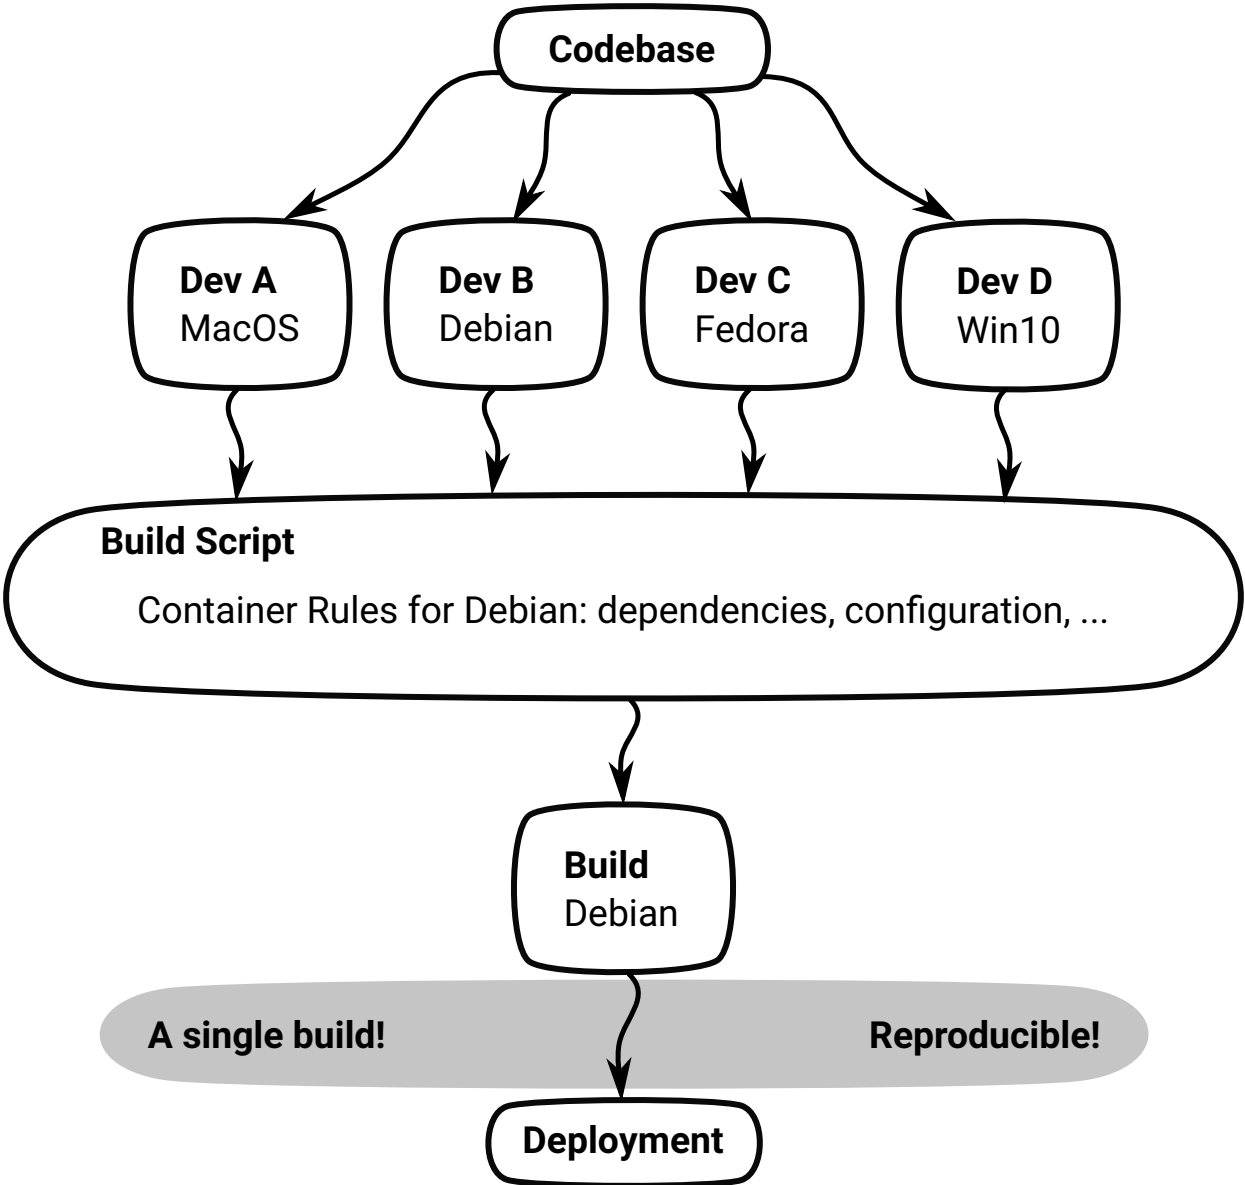 Codebase
Dev A
MacOS
Dev B
Debian
Dev C
Fedora
Dev D
Win10
Build Script
Container Rules for Debian: dependencies, configuration, ...
Build
Debian
A single build!
Reproducible!
Deployment